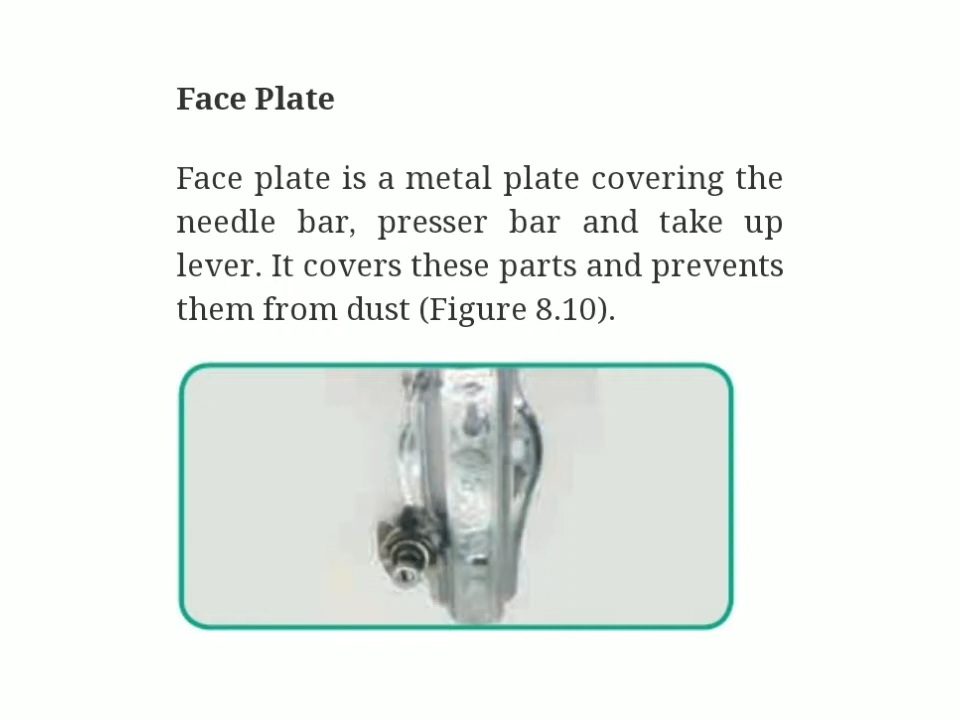 Face Plate
Face plate is a metal plate covering the
needle bar, presser bar and take up
lever. It covers these parts and prevents
them from dust (Figure 8.10).